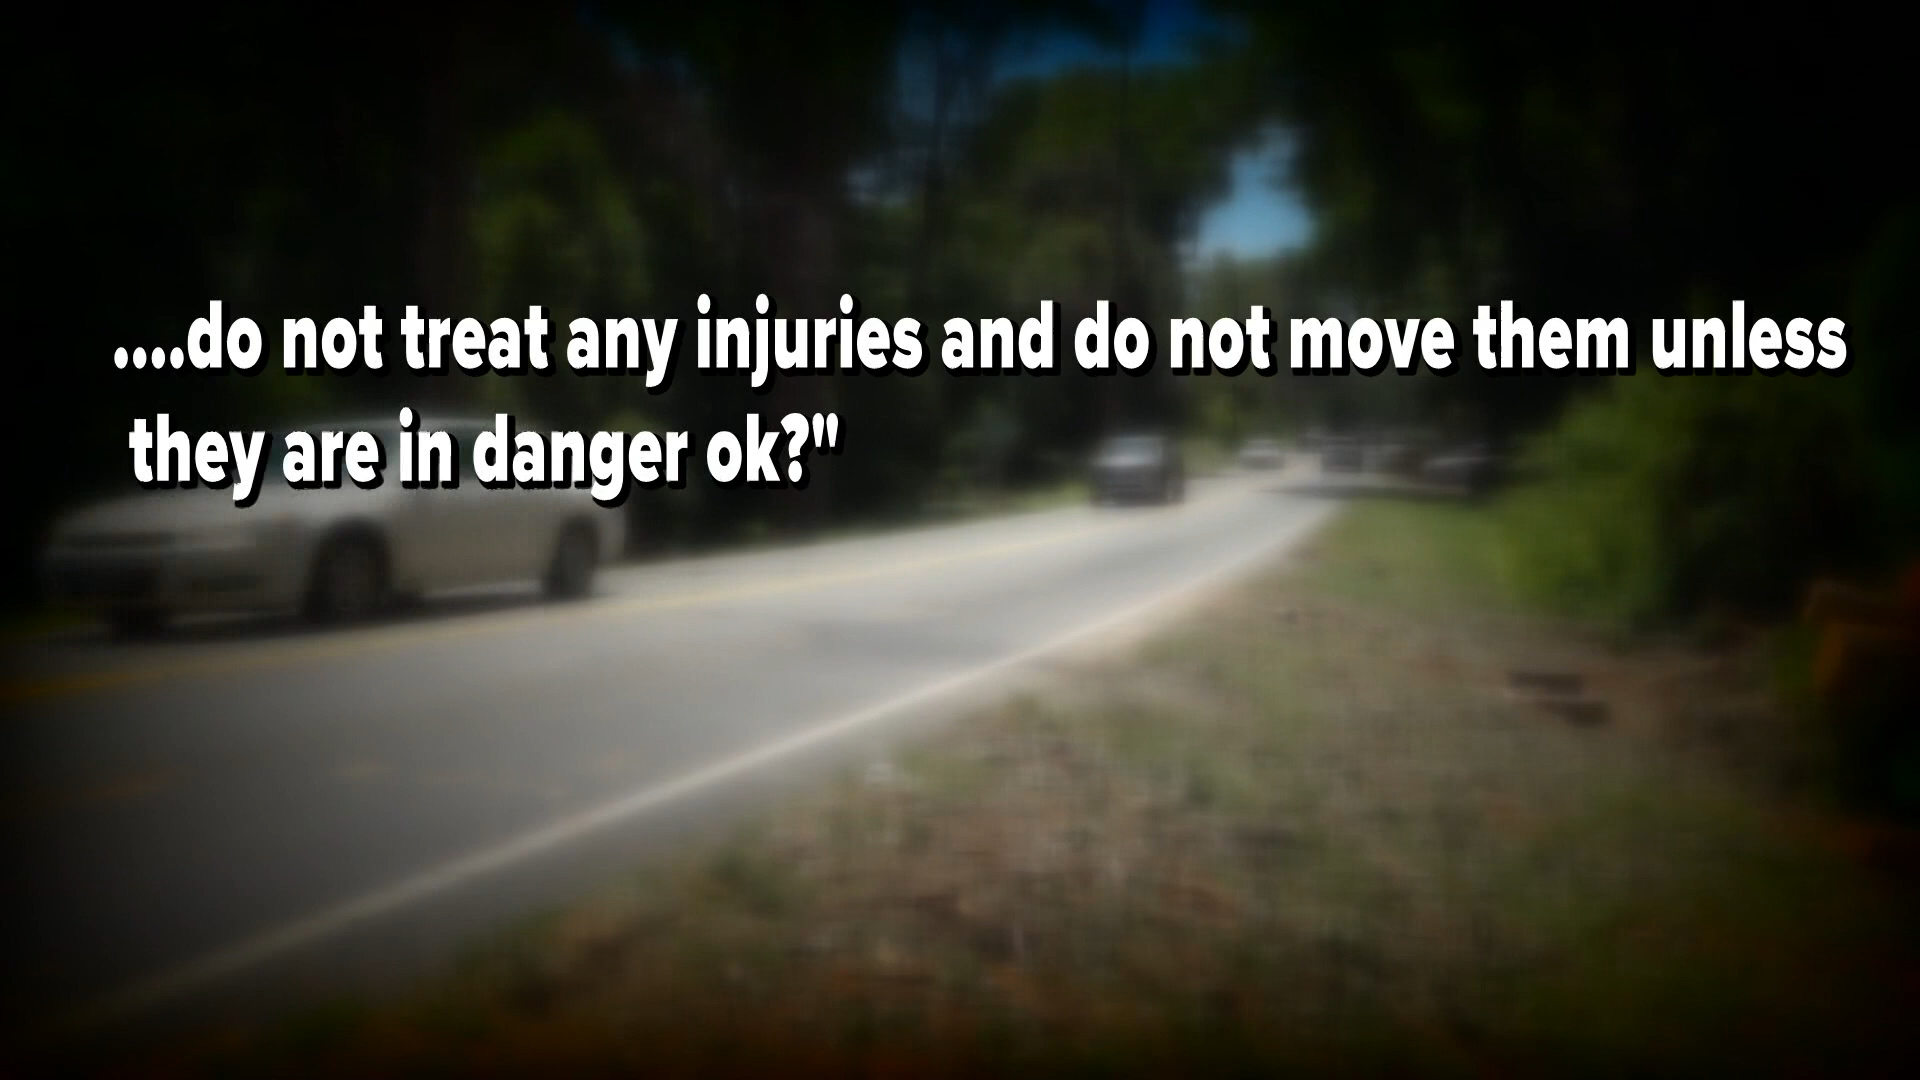 ....do not treat any injuries and do not move them unless
they are in danger ok?"